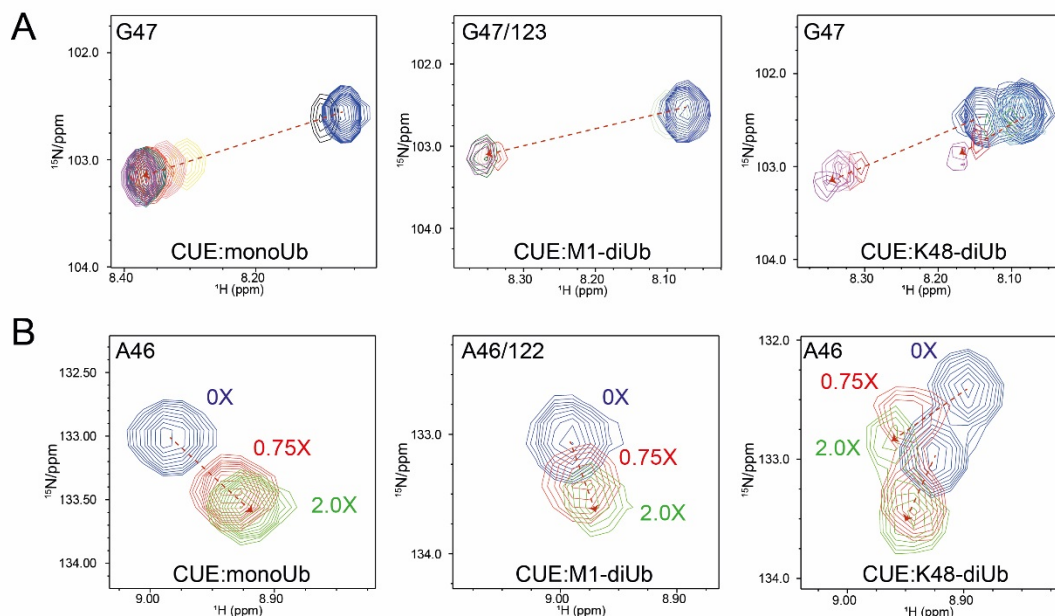 A
G47
102.0
103.0
104.0
15N/ppm
CUE:monoUb
8.40
8.20
1H (ppm)
G47/123
102.0
103.0
104.0
15N/ppm
CUE:M1-diUb
8.30
8.20
8.10
1H (ppm)
G47
102.0
103.0
104.0
15N/ppm
CUE:K48-diUb
8.30
8.20
8.10
1H (ppm)
B
A46
0X
0.75X
2.0X
132.50
133.00
133.50
134.00
15N/ppm
CUE:monoUb
9.00
8.90
1H (ppm)
A46/122
0X
0.75X
2.0X
133.0
134.0
15N/ppm
CUE:M1-diUb
9.00
8.90
1H (ppm)
A46
0X
0.75X
2.0X
132.0
133.0
134.0
15N/ppm
CUE:K48-diUb
9.00
8.90
1H (ppm)